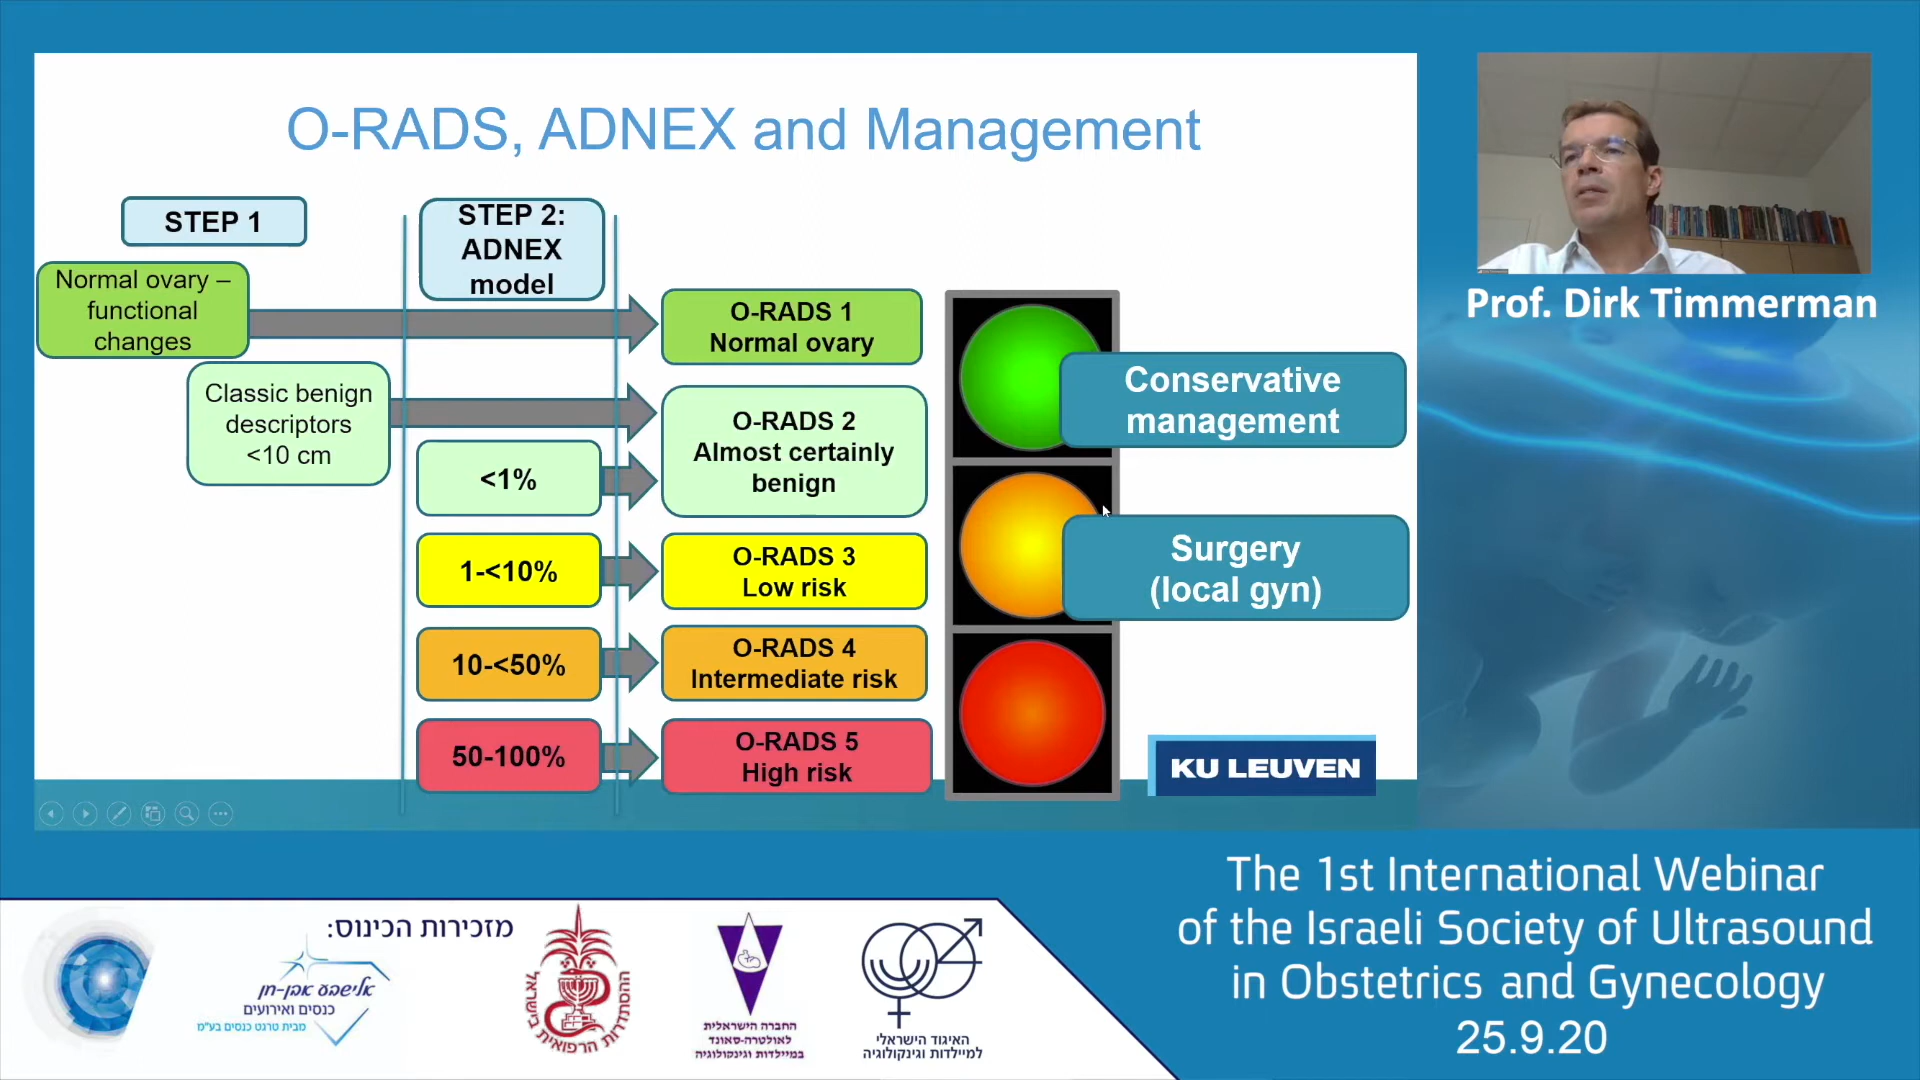 O-RADS, ADNEX and Management
STEP 1
STEP 2:
ADNEX
model
Normal ovary –
functional
changes
Classic benign
descriptors
<10 cm
<1%
1-<10%
10-<50%
50-100%
O-RADS 1
Normal ovary
O-RADS 2
Almost certainly
benign
O-RADS 3
Low risk
O-RADS 4
Intermediate risk
O-RADS 5
High risk
Conservative
management
Surgery
(local gyn)
KU LEUVEN
Prof. Dirk Timmerman
The 1st International Webinar
of the Israeli Society of Ultrasound
in Obstetrics and Gynecology
25.9.20
מזכירות הכינוס:
אלישבע אבן-חן
כנסים ואירועים
מבית טרגט כנסים בע"מ
ההסתדרות הרפואית בישראל
החברה הישראלית
לאולטרה-סאונד
במיילדות וגינקולוגיה
האיגוד הישראלי
למיילדות וגינקולוגיה